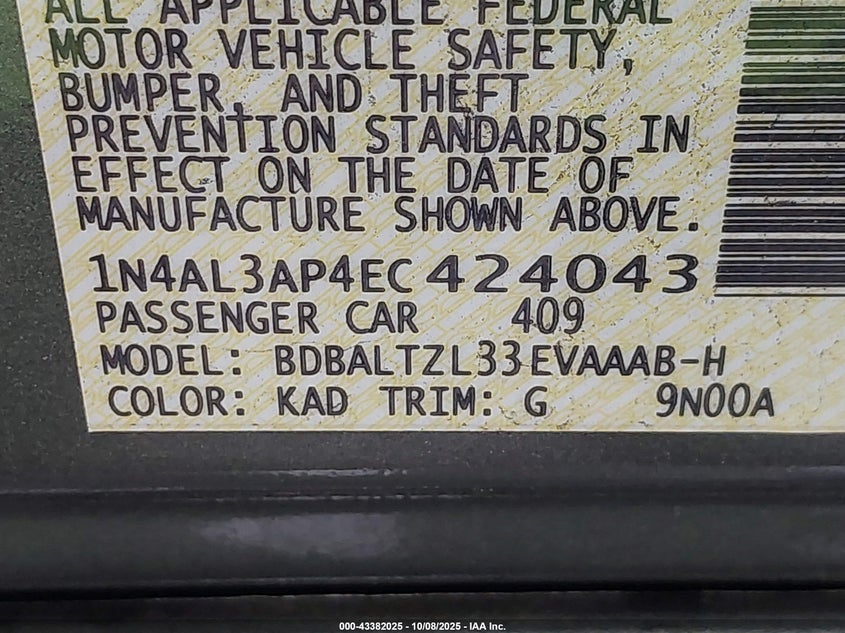 ALL APPLICABLE FEDERAL
MOTOR VEHICLE SAFETY,
BUMPER, AND THEFT
PREVENTION STANDARDS IN
EFFECT ON THE DATE OF
MANUFACTURE SHOWN ABOVE.
1N4AL3AP4EC424043
PASSENGER CAR 409
MODEL: BDBALTZL33EVAAAB-H
COLOR: KAD TRIM: G 9N00A
000-43382025 - 10/08/2025 - IAA Inc.